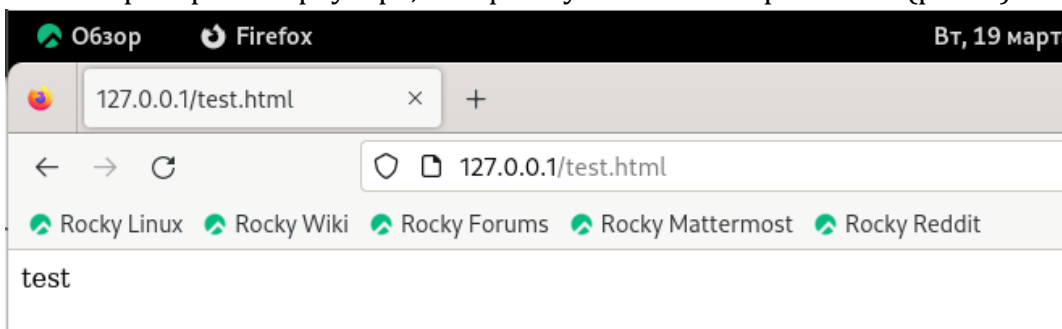 Обзор Firefox Вт, 19 март
127.0.0.1/test.html
127.0.0.1/test.html
Rocky Linux Rocky Wiki Rocky Forums Rocky Mattermost Rocky Reddit
test